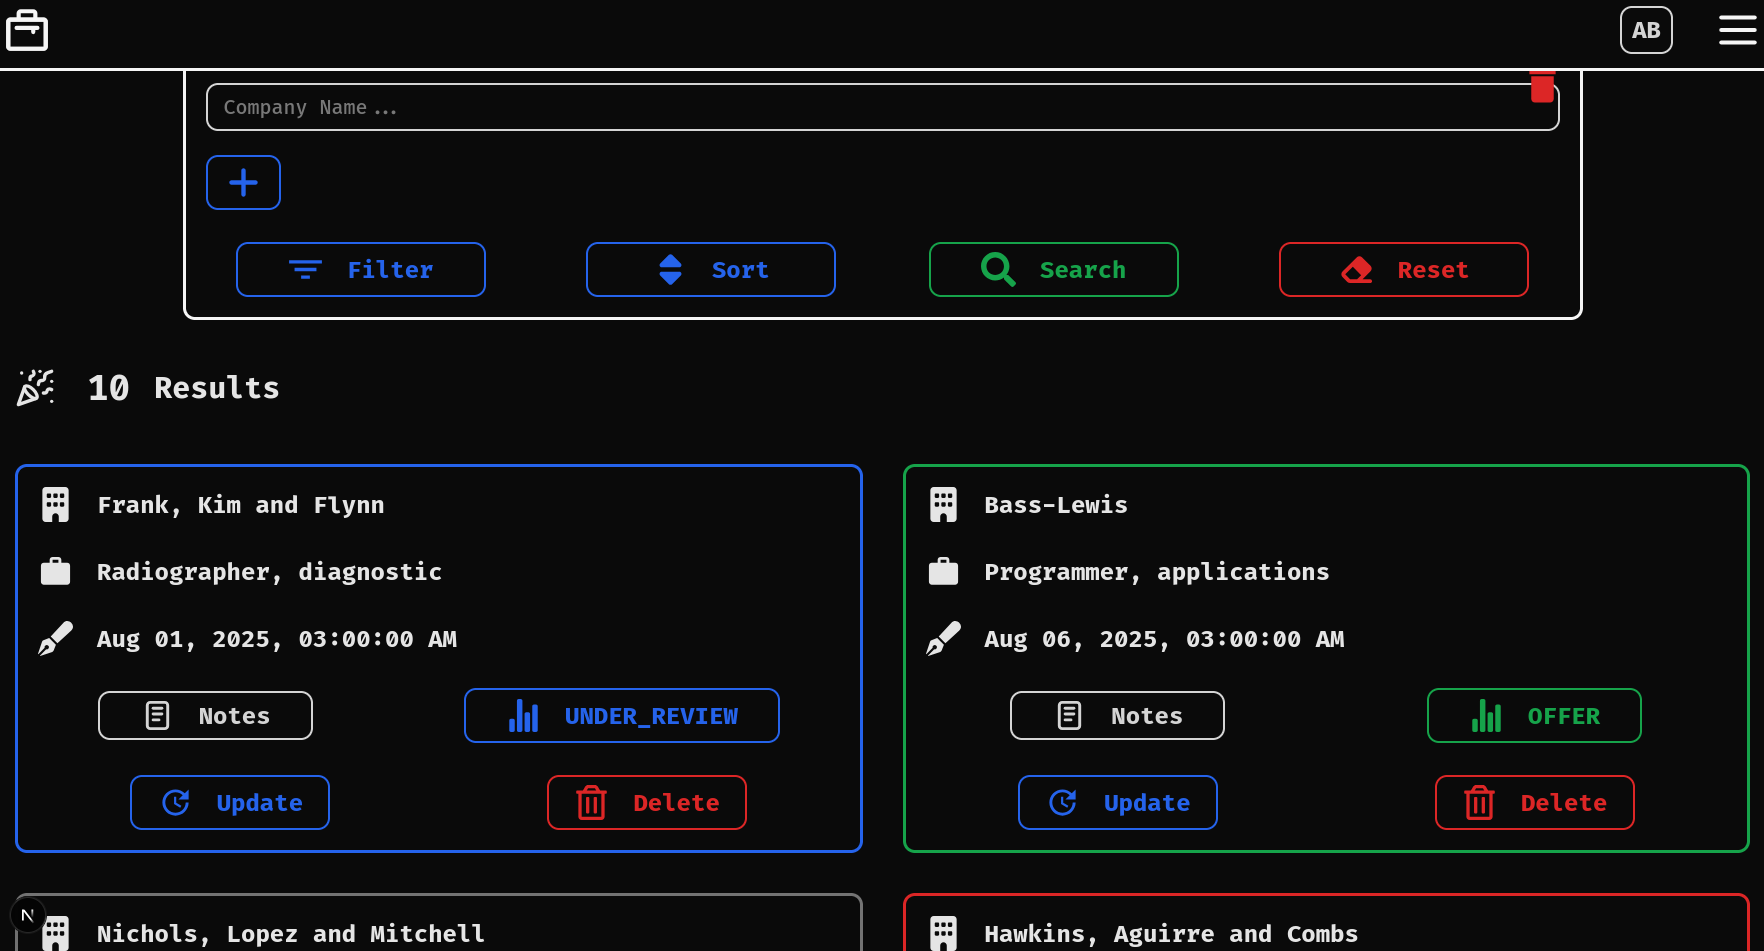 AB
Company Name...
Filter Sort Search Reset
10 Results
Frank, Kim and Flynn
Radiographer, diagnostic
Aug 01, 2025, 03:00:00 AM
Notes UNDER_REVIEW
Update Delete
Bass-Lewis
Programmer, applications
Aug 06, 2025, 03:00:00 AM
Notes OFFER
Update Delete
N
Nichols, Lopez and Mitchell
Hawkins, Aguirre and Combs